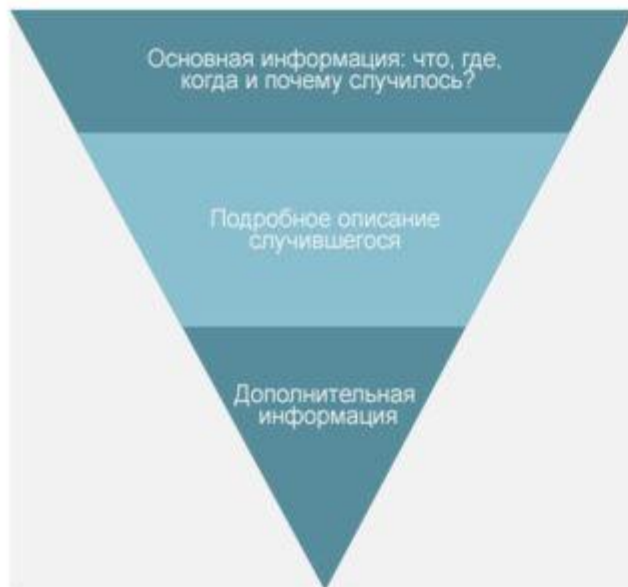 Основная информация: что, где,
когда и почему случилось?
Подробное описание
случившегося
Дополнительная
информация